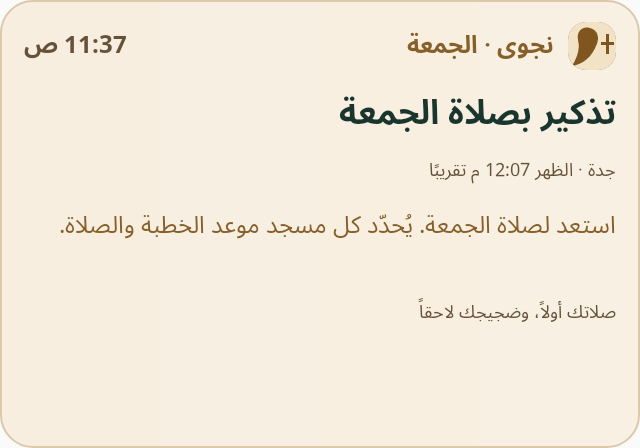 نجوى · الجمعة
11:37 ص
تذكير بصلاة الجمعة
جدة · الظهر 12:07 م تقريبًا
استعد لصلاة الجمعة. يُحدّد كل مسجد موعد الخطبة والصلاة.
صلاتك أولاً، وضجيجك لاحقاً